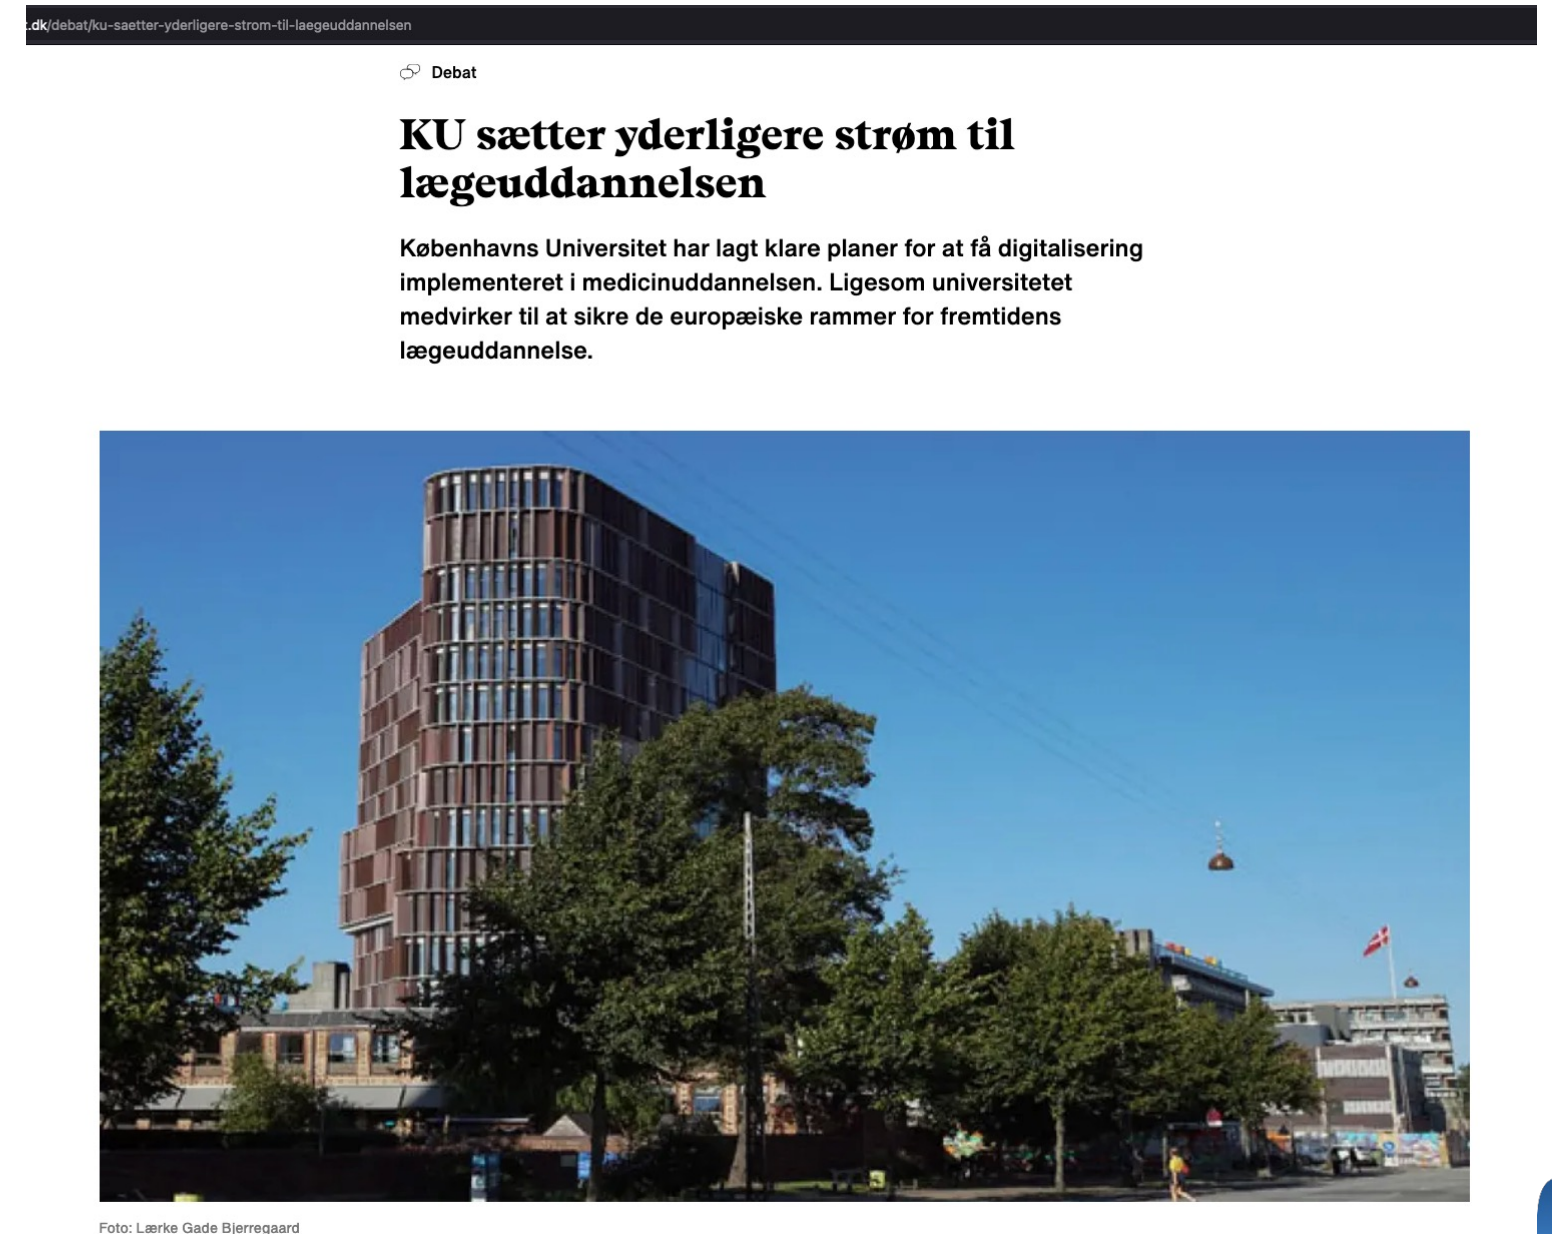 .dk/debat/ku-saetter-yderligere-strom-til-laegeuddannelsen
Debat
KU sætter yderligere strøm til
lægeuddannelsen
Københavns Universitet har lagt klare planer for at få digitalisering
implementeret i medicinuddannelsen. Ligesom universitetet
medvirker til at sikre de europæiske rammer for fremtidens
lægeuddannelse.
Foto: Lærke Gade Bjerregaard